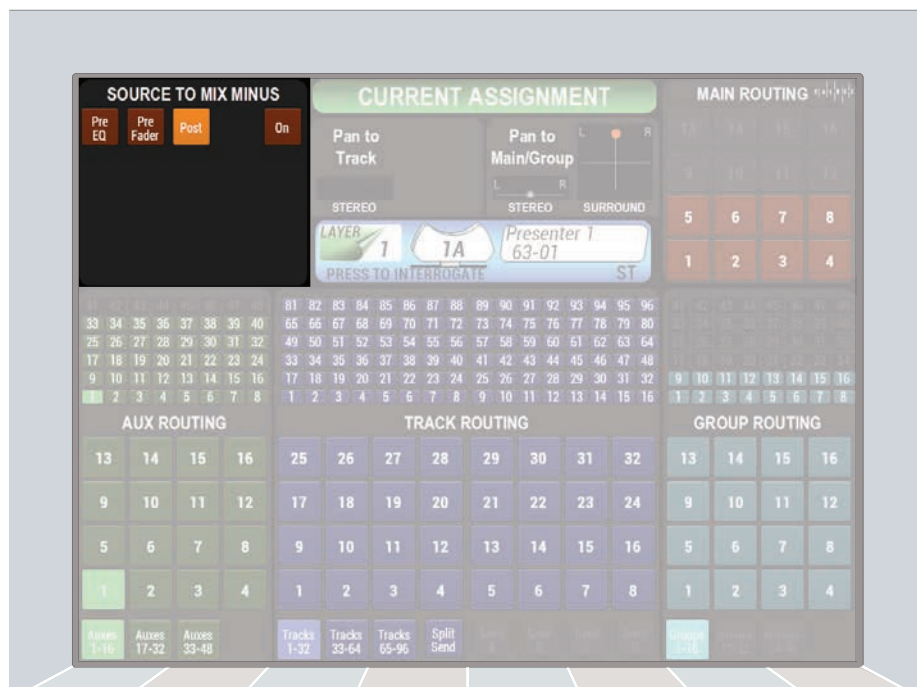 SOURCE TO MIX MINUS
Pre EQ
Pre Fader
Post
On
CURRENT ASSIGNMENT
Pan to Track
STEREO
Pan to Main/Group
L R
STEREO
L R
SURROUND
LAYER 1
1A
Presenter 1
63-01
PRESS TO INTERROGATE
ST
MAIN ROUTING
13 14 15 16
9 10 11 12
5 6 7 8
1 2 3 4
33 34 35 36 37 38 39 40
25 26 27 28 29 30 31 32
17 18 19 20 21 22 23 24
9 10 11 12 13 14 15 16
1 2 3 4 5 6 7 8
AUX ROUTING
13 14 15 16
9 10 11 12
5 6 7 8
1 2 3 4
Auxes 1-16
Auxes 17-32
Auxes 33-48
81 82 83 84 85 86 87 88 89 90 91 92 93 94 95 96
65 66 67 68 69 70 71 72 73 74 75 76 77 78 79 80
49 50 51 52 53 54 55 56 57 58 59 60 61 62 63 64
33 34 35 36 37 38 39 40 41 42 43 44 45 46 47 48
17 18 19 20 21 22 23 24 25 26 27 28 29 30 31 32
1 2 3 4 5 6 7 8 9 10 11 12 13 14 15 16
TRACK ROUTING
25 26 27 28 29 30 31 32
17 18 19 20 21 22 23 24
9 10 11 12 13 14 15 16
1 2 3 4 5 6 7 8
Tracks 1-32
Tracks 33-64
Tracks 65-96
Split Send
9 10 11 12 13 14 15 16
1 2 3 4 5 6 7 8
GROUP ROUTING
13 14 15 16
9 10 11 12
5 6 7 8
1 2 3 4
Groups 1-16